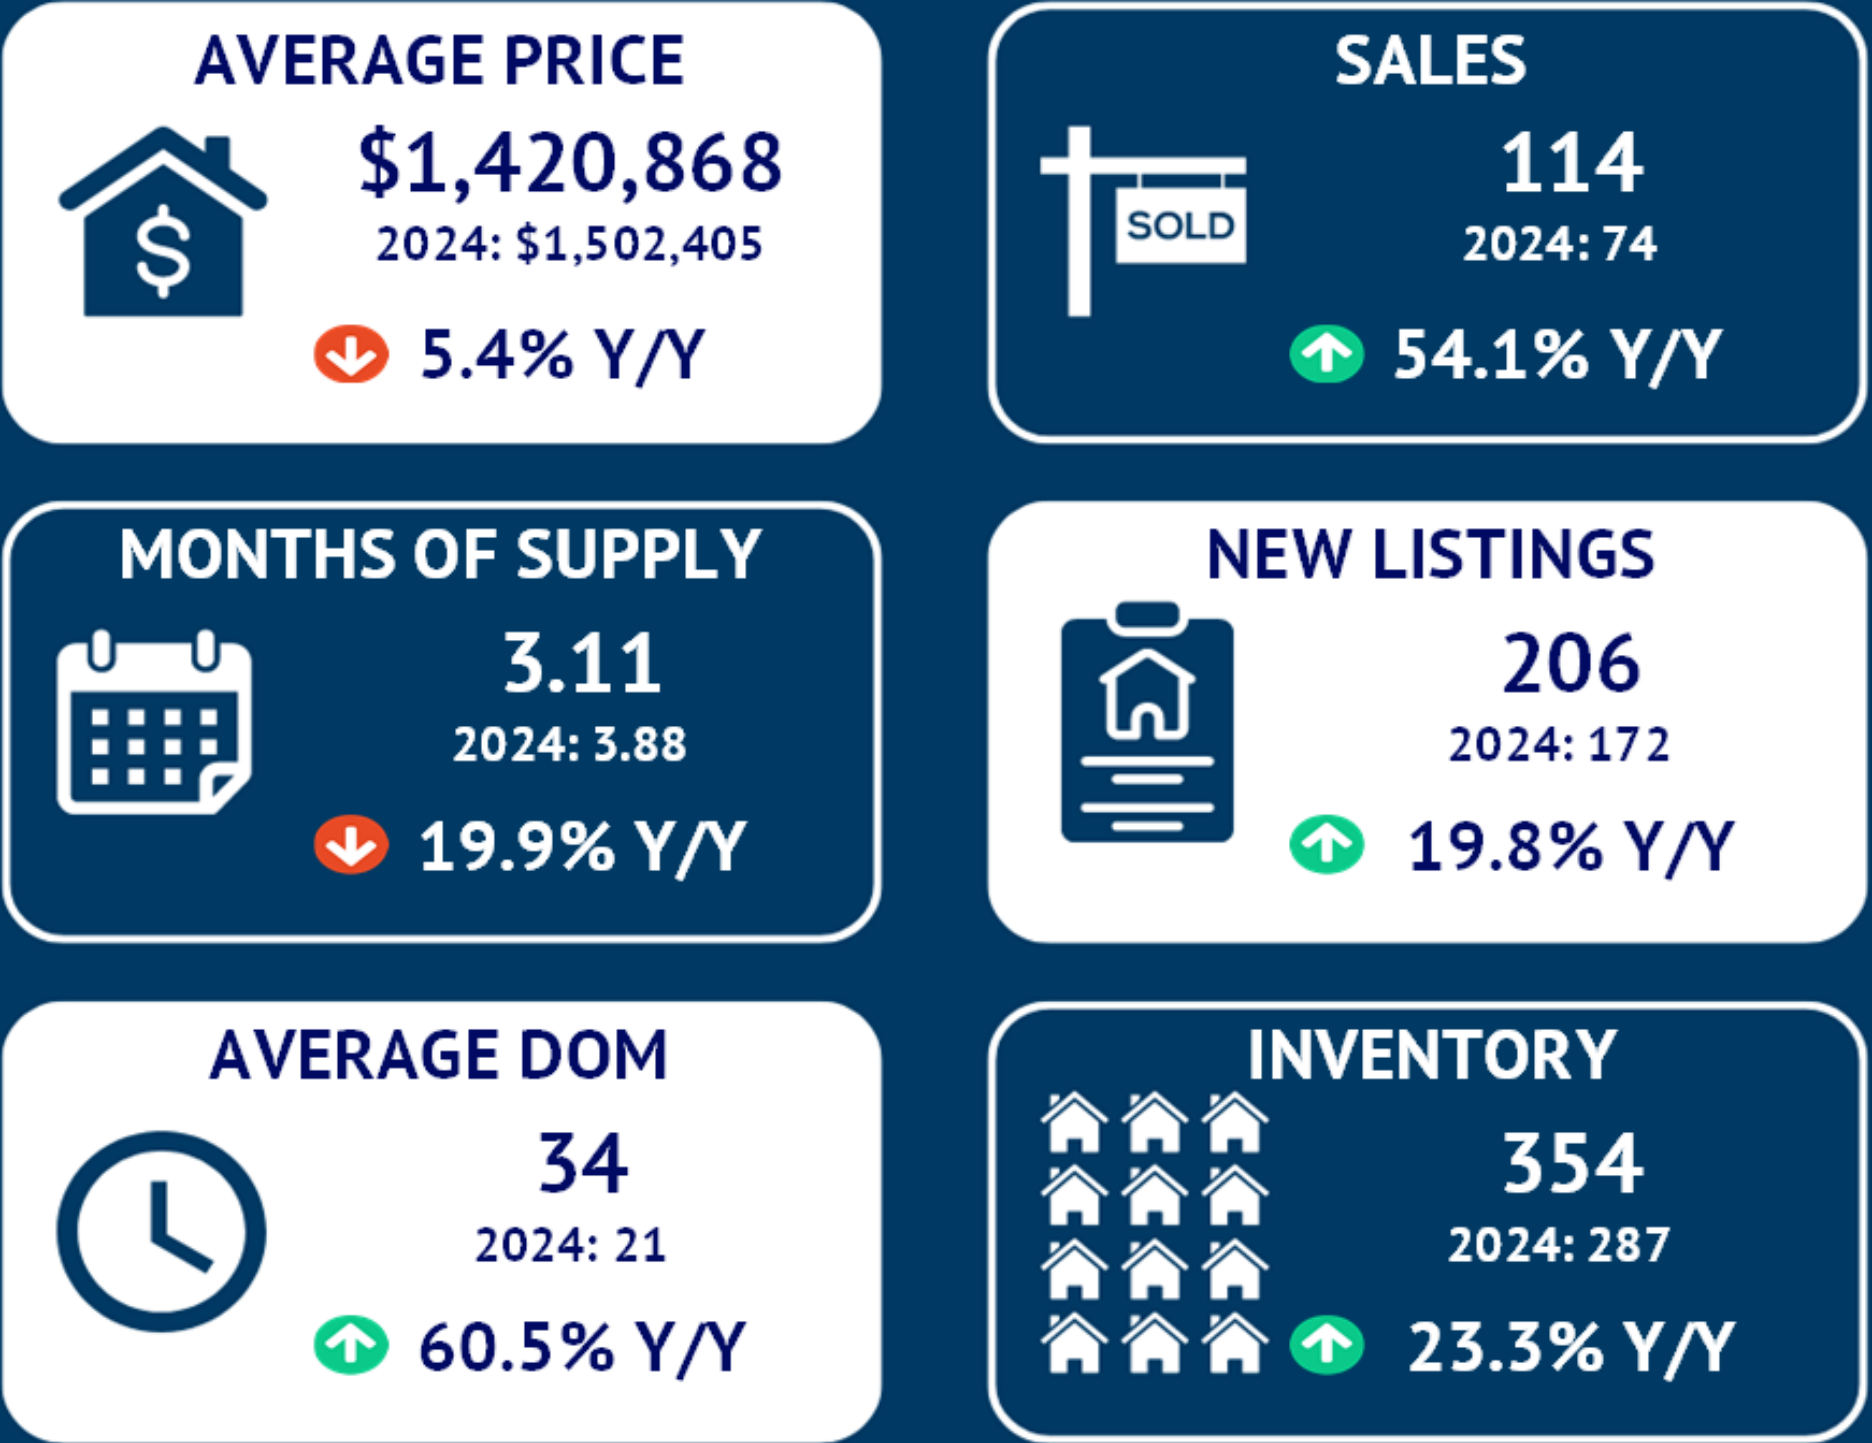 AVERAGE PRICE
$
$1,420,868
2024: $1,502,405
5.4% Y/Y
SALES
SOLD
114
2024: 74
54.1% Y/Y
MONTHS OF SUPPLY
3.11
2024: 3.88
19.9% Y/Y
NEW LISTINGS
206
2024: 172
19.8% Y/Y
AVERAGE DOM
34
2024: 21
60.5% Y/Y
INVENTORY
354
2024: 287
23.3% Y/Y